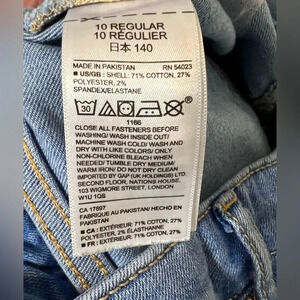 10 REGULAR
10 RÉGULIER
日本 140
MADE IN PAKISTAN RN 54023
■ US/GB : SHELL: 71% COTTON, 27%
POLYESTER, 2%
SPANDEX/ELASTANE
30
1166
CLOSE ALL FASTENERS BEFORE
WASHING/ WASH INSIDE OUT/
MACHINE WASH COLD/ WASH AND
DRY WITH LIKE COLORS/ ONLY
NON-CHLORINE BLEACH WHEN
NEEDED/ TUMBLE DRY MEDIUM/
WARM IRON/ DO NOT DRY CLEAN
IMPORTED BY GAP (UK HOLDINGS) LTD.
SECOND FLOOR, NATIONS HOUSE,
103 WIGMORE STREET, LONDON
W1U 1QS
CA 17897
FABRIQUÉ AU PAKISTAN/ HECHO EN
PAKISTAN
■ CA : EXTÉRIEUR: 71% COTON, 27%
POLYESTER, 2% ÉLASTHANNE
■ FR : EXTÉRIEUR: 71% COTON, 27%